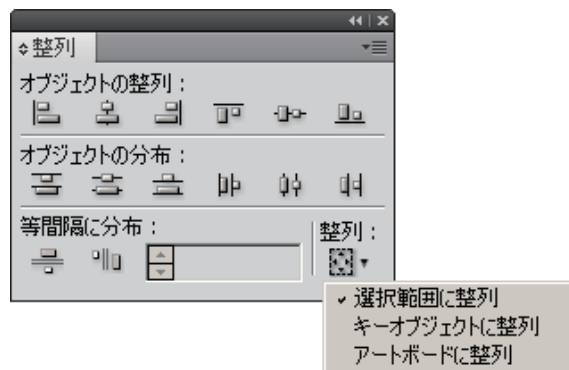 整列
オブジェクトの整列：
オブジェクトの分布：
等間隔に分布：
整列：
選択範囲に整列
キーオブジェクトに整列
アートボードに整列